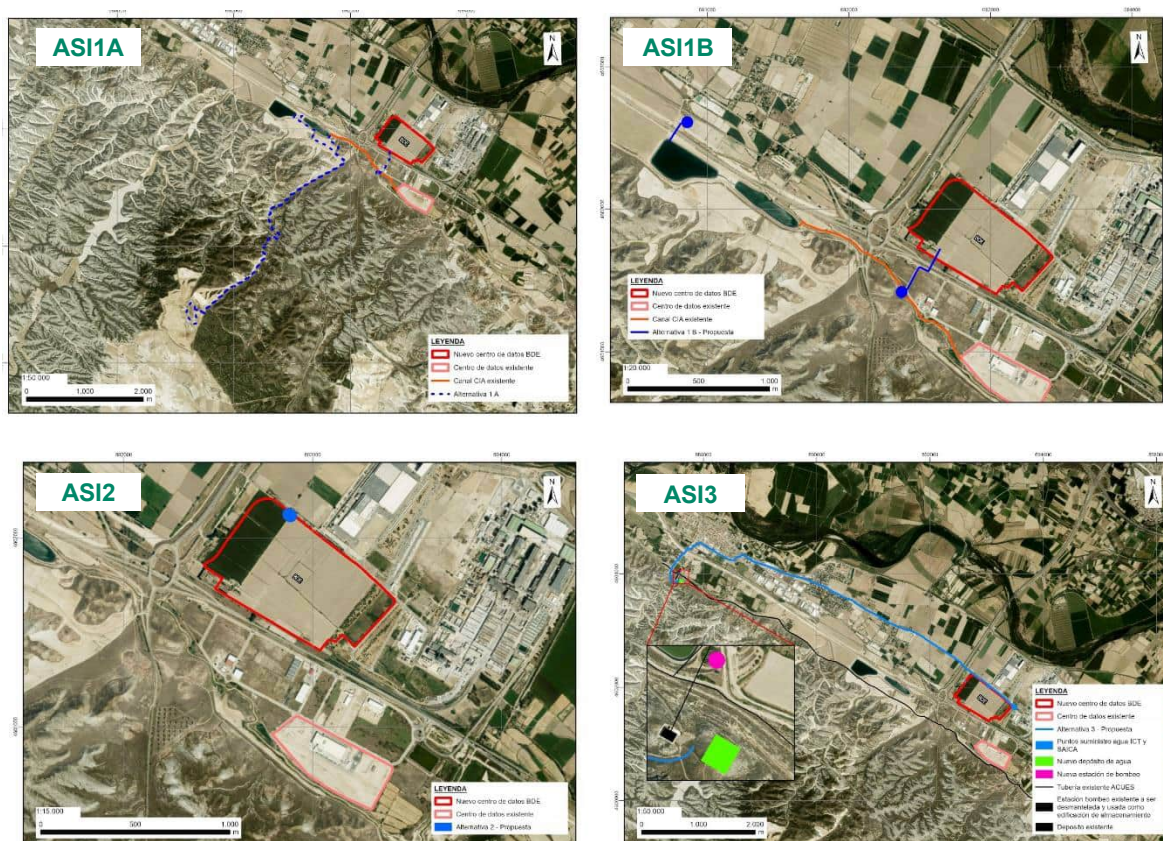 ASI1A
N
LEYENDA
Nuevo centro de datos BDE
Centro de datos existente
Canal CIA existente
Alternativa 1 A
1:50.000
0 1.000 2.000
m
ASI1B
N
LEYENDA
Nuevo centro de datos BDE
Centro de datos existente
Canal CIA existente
Alternativa 1 B - Propuesta
1:20.000
0 500 1.000
m
ASI2
N
LEYENDA
Nuevo centro de datos BDE
Centro de datos existente
Alternativa 2 - Propuesta
1:15.000
0 500 1.000
m
ASI3
N
LEYENDA
Nuevo centro de datos BDE
Centro de datos existente
Alternativa 3 - Propuesta
Puntos suministro agua ICT y
SAICA
Nuevo depósito de agua
Nueva estación de bombeo
Tubería existente ACUES
Estación bombeo existente a ser
desmantelada y usada como
edificación de almacenamiento
Deposito existente
0 1.000 2.000
m